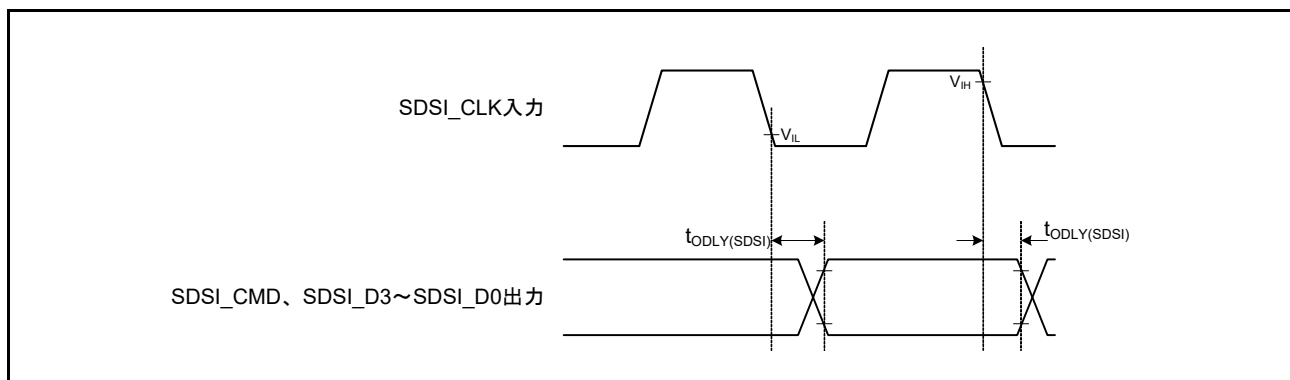 SDSI_CLK入力
VIL
VIH
tODLY(SDSI)
tODLY(SDSI)
SDSI_CMD、SDSI_D3～SDSI_D0出力